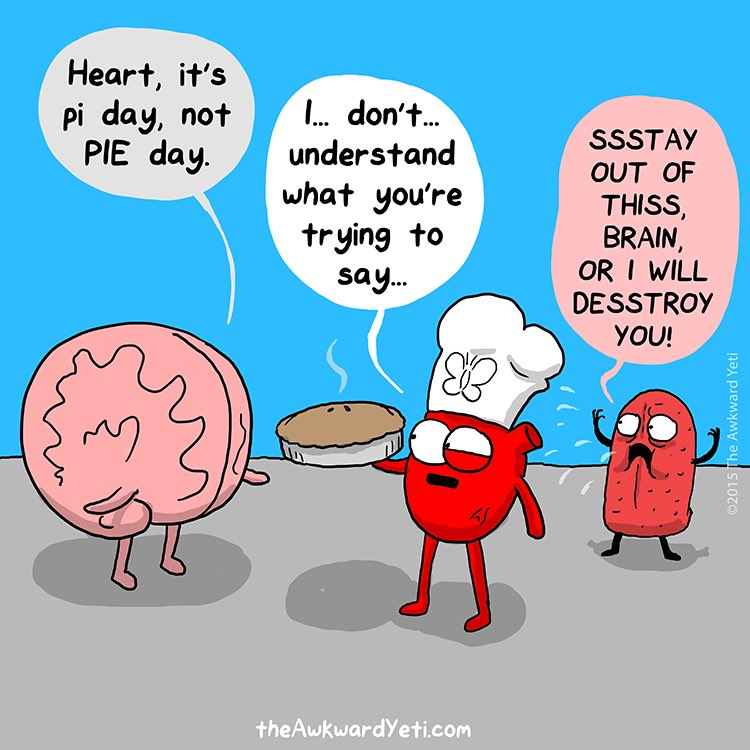 Heart, it's
pi day, not
PIE day.
I... don't...
understand
what you're
trying to
say...
SSSTAY
OUT OF
THISS,
BRAIN,
OR I WILL
DESSTROY
YOU!
©2015 The Awkward Yeti
theAwkwardYeti.com